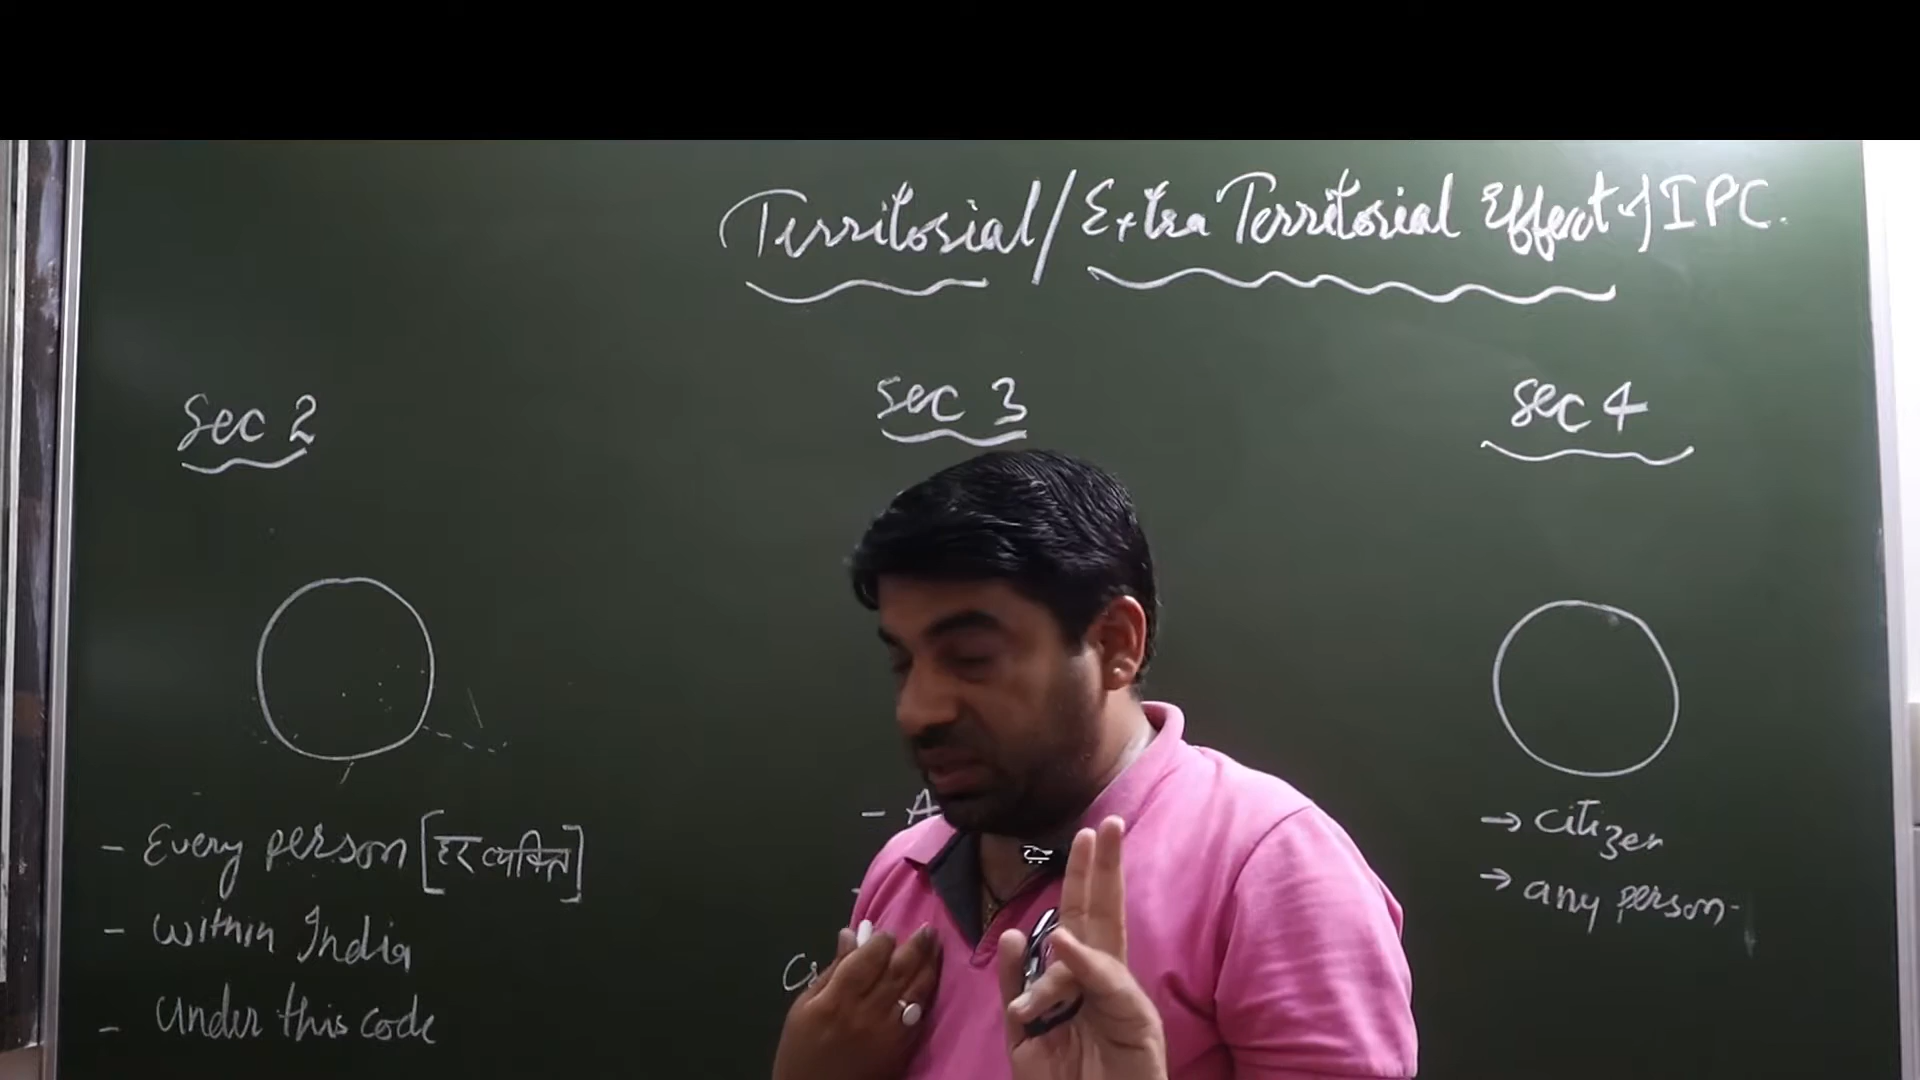 Territorial/Extra Territorial Effect of IPC.
Sec 2
Sec 3
Sec 4
- Every person [हर व्यक्ति]
- within India
- Under this code
- A
→ citizen
→ any person-